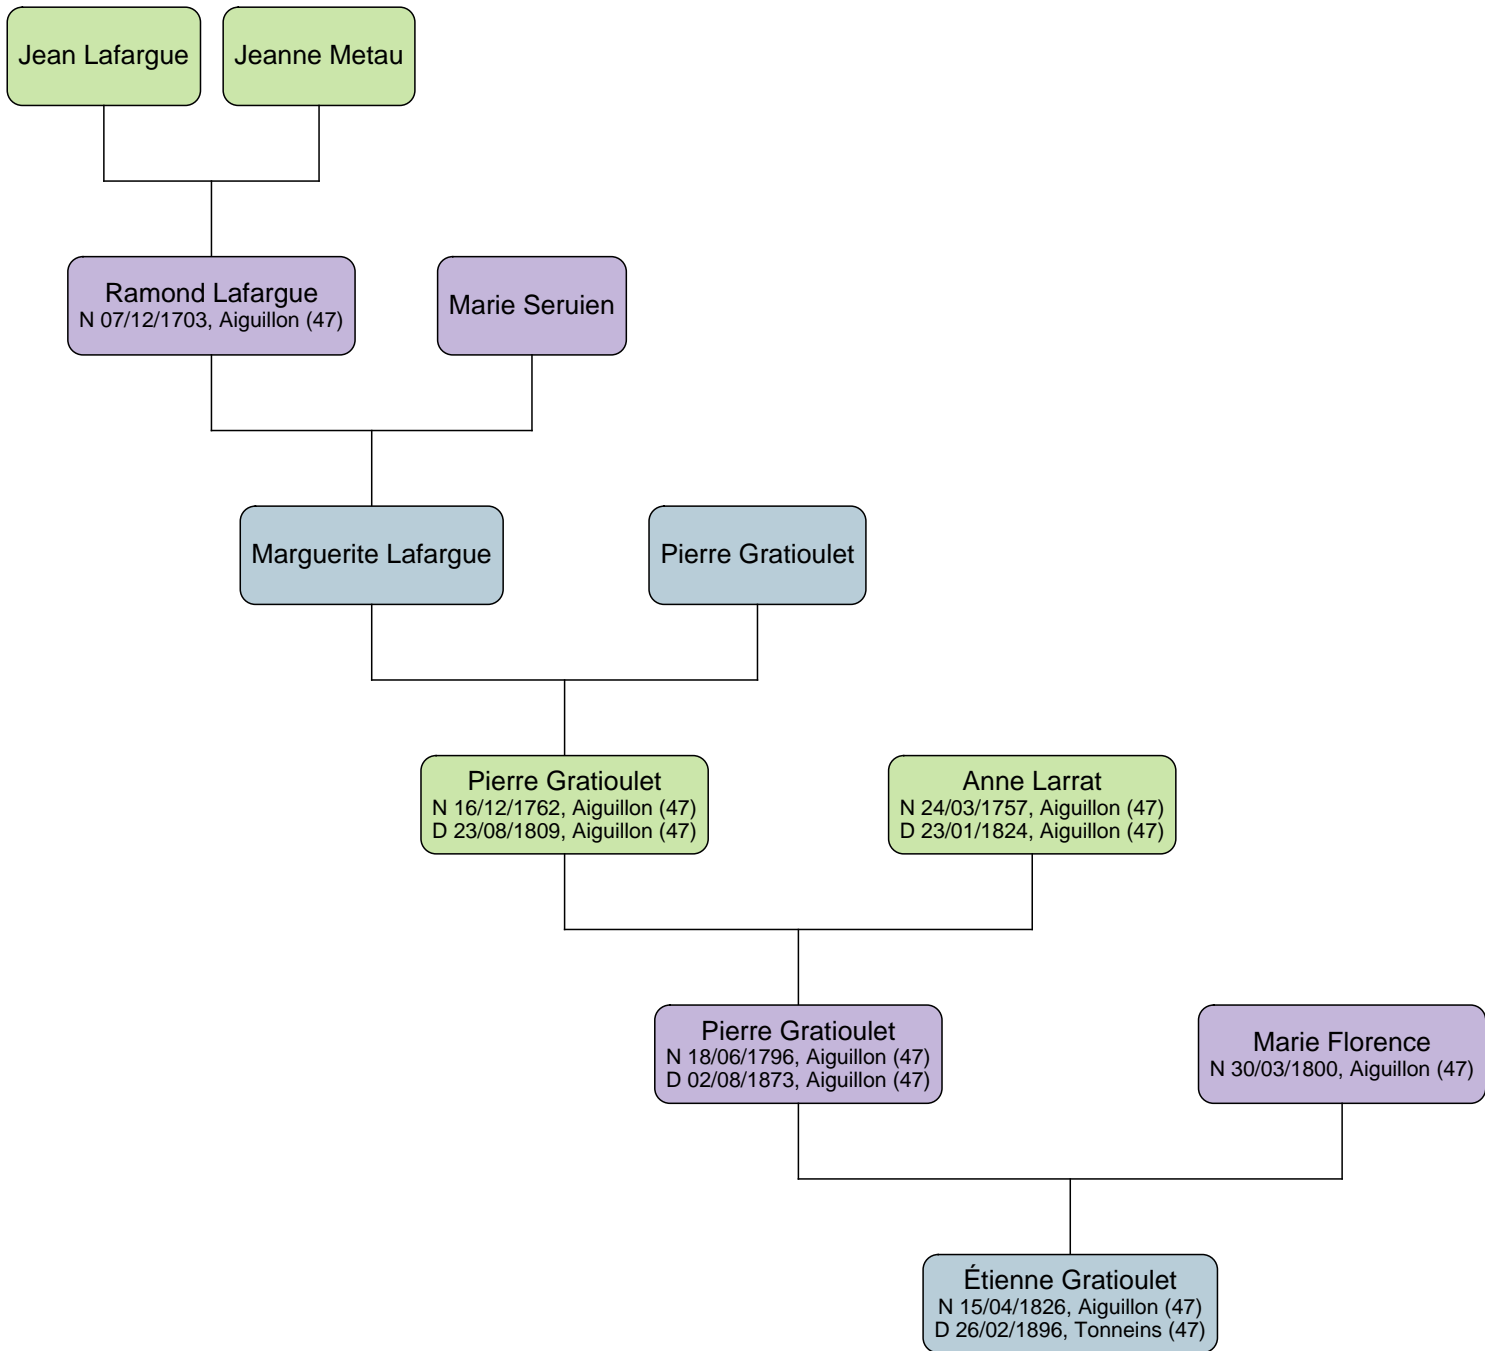 Jean Lafargue
Jeanne Metau
Ramond Lafargue
N 07/12/1703, Aiguillon (47)
Marie Seruien
Marguerite Lafargue
Pierre Gratioulet
Pierre Gratioulet
N 16/12/1762, Aiguillon (47)
D 23/08/1809, Aiguillon (47)
Anne Larrat
N 24/03/1757, Aiguillon (47)
D 23/01/1824, Aiguillon (47)
Pierre Gratioulet
N 18/06/1796, Aiguillon (47)
D 02/08/1873, Aiguillon (47)
Marie Florence
N 30/03/1800, Aiguillon (47)
Étienne Gratioulet
N 15/04/1826, Aiguillon (47)
D 26/02/1896, Tonneins (47)